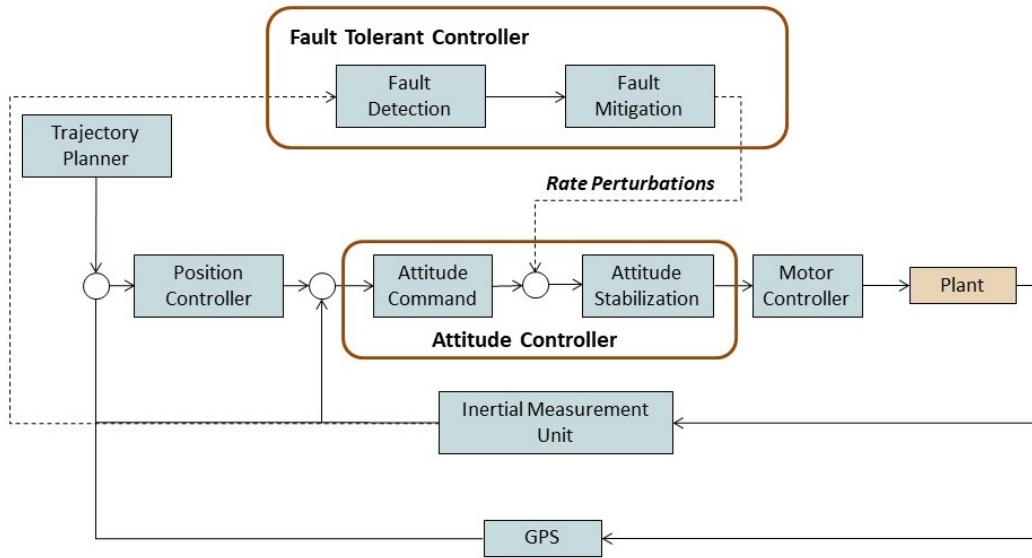 Fault Tolerant Controller
Fault
Detection
Fault
Mitigation
Trajectory
Planner
Rate Perturbations
Position
Controller
Attitude
Command
Attitude
Stabilization
Motor
Controller
Plant
Attitude Controller
Inertial Measurement
Unit
GPS